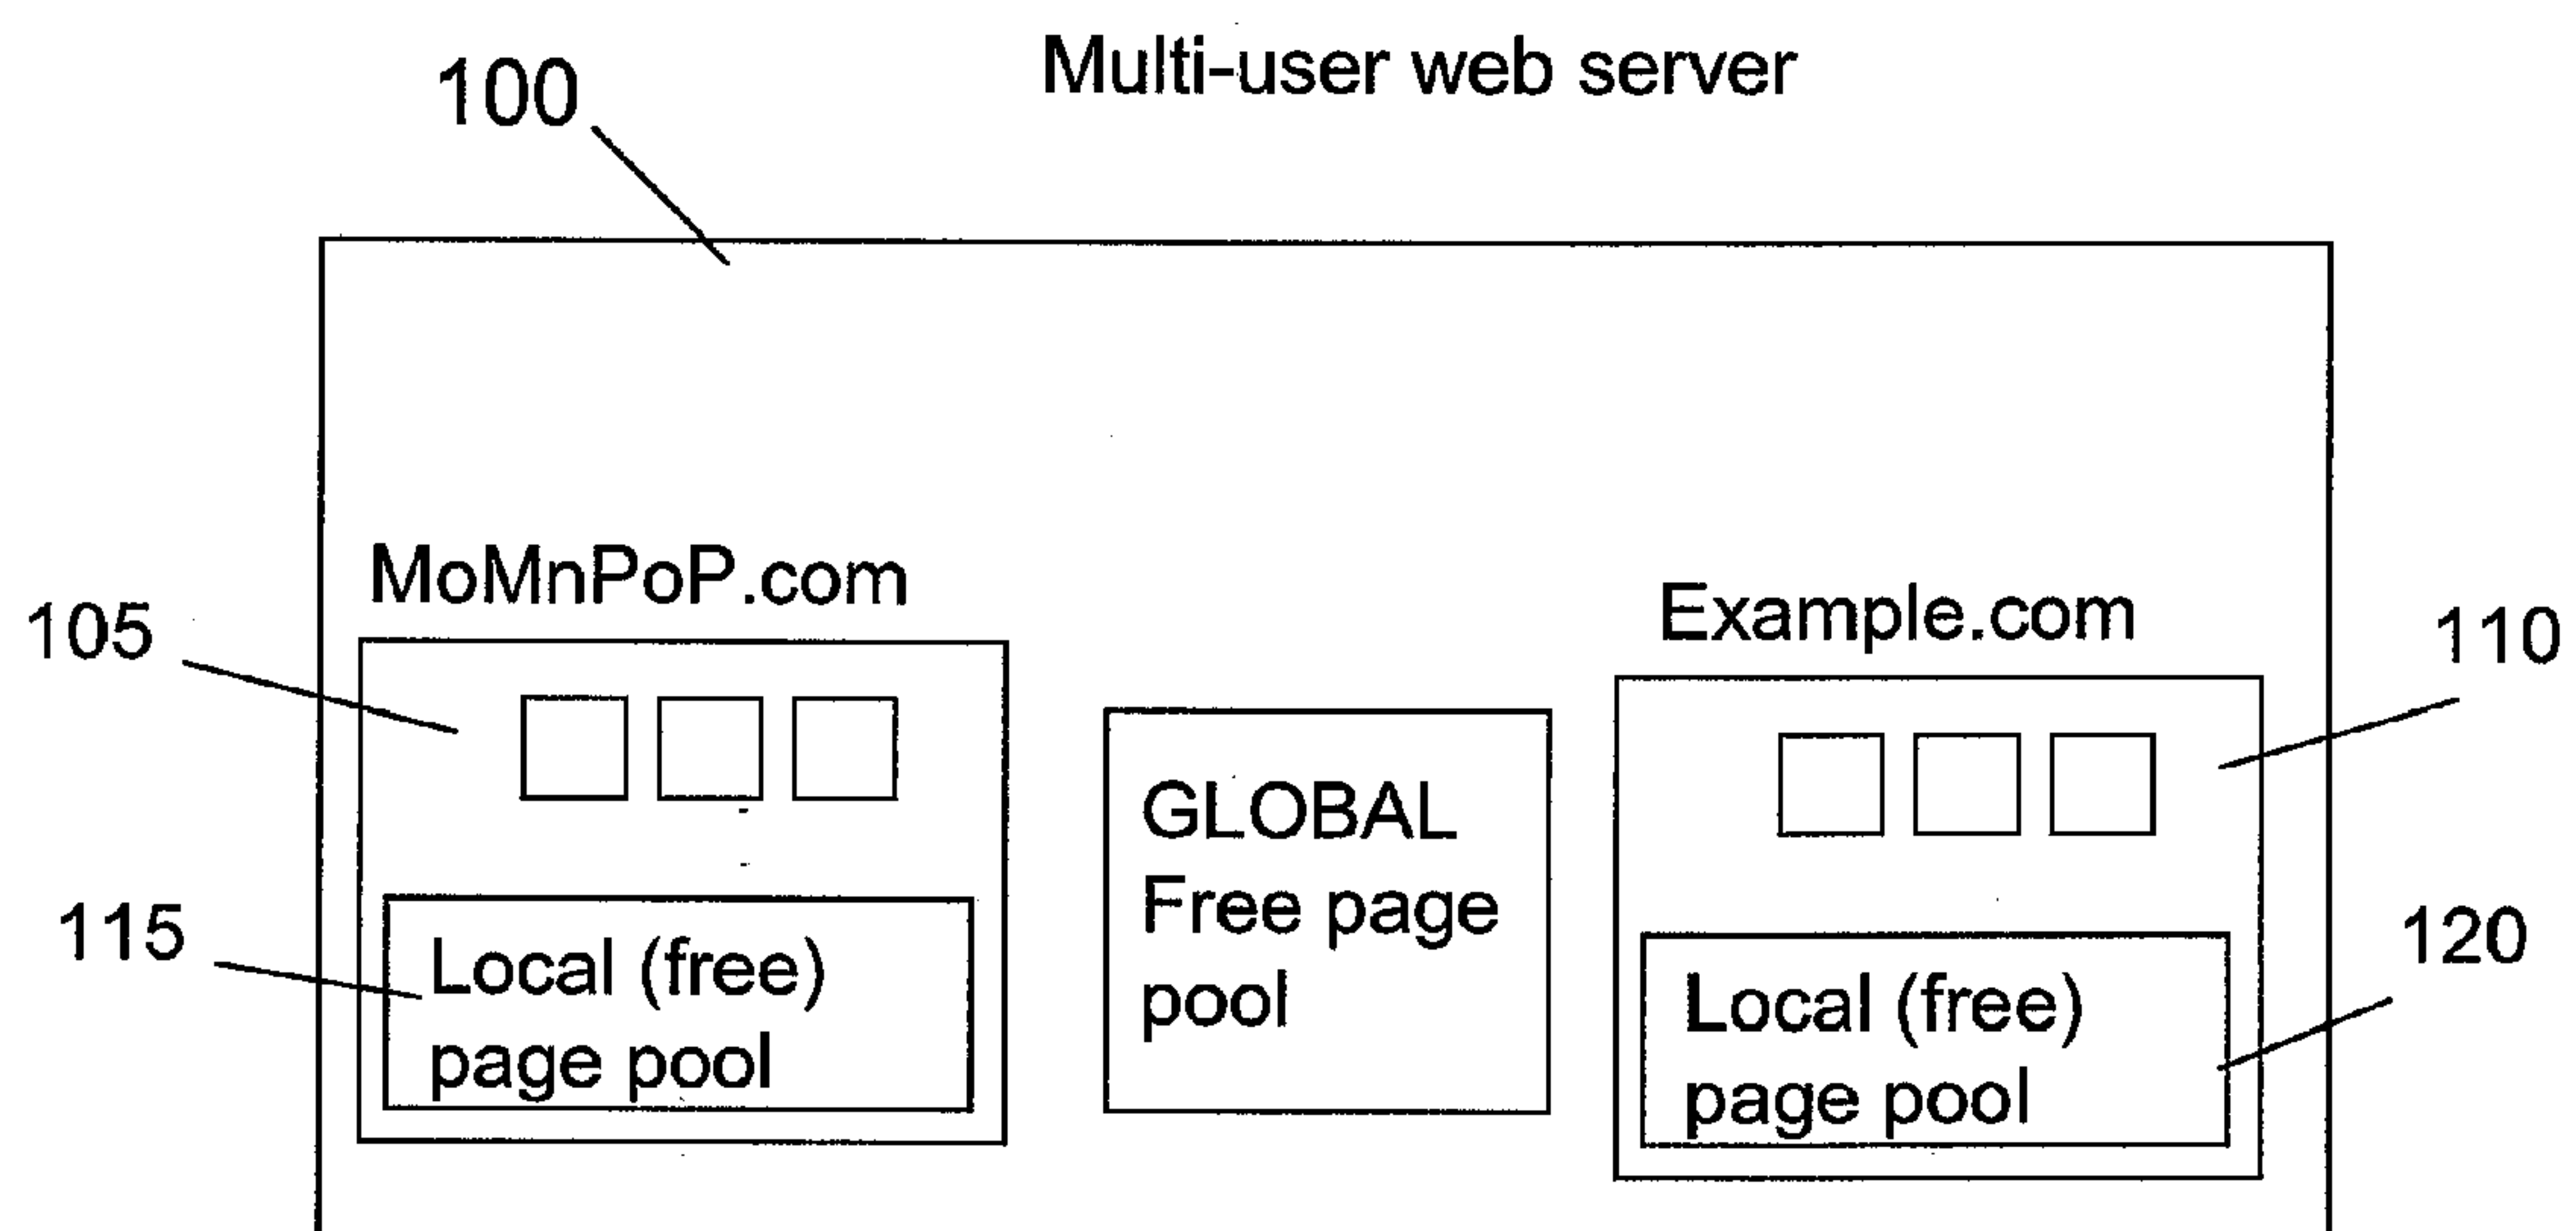 Multi-user web server
100
MoMnPoP.com
Example.com
105
110
GLOBAL
Free page
pool
115
Local (free)
page pool
120
Local (free)
page pool